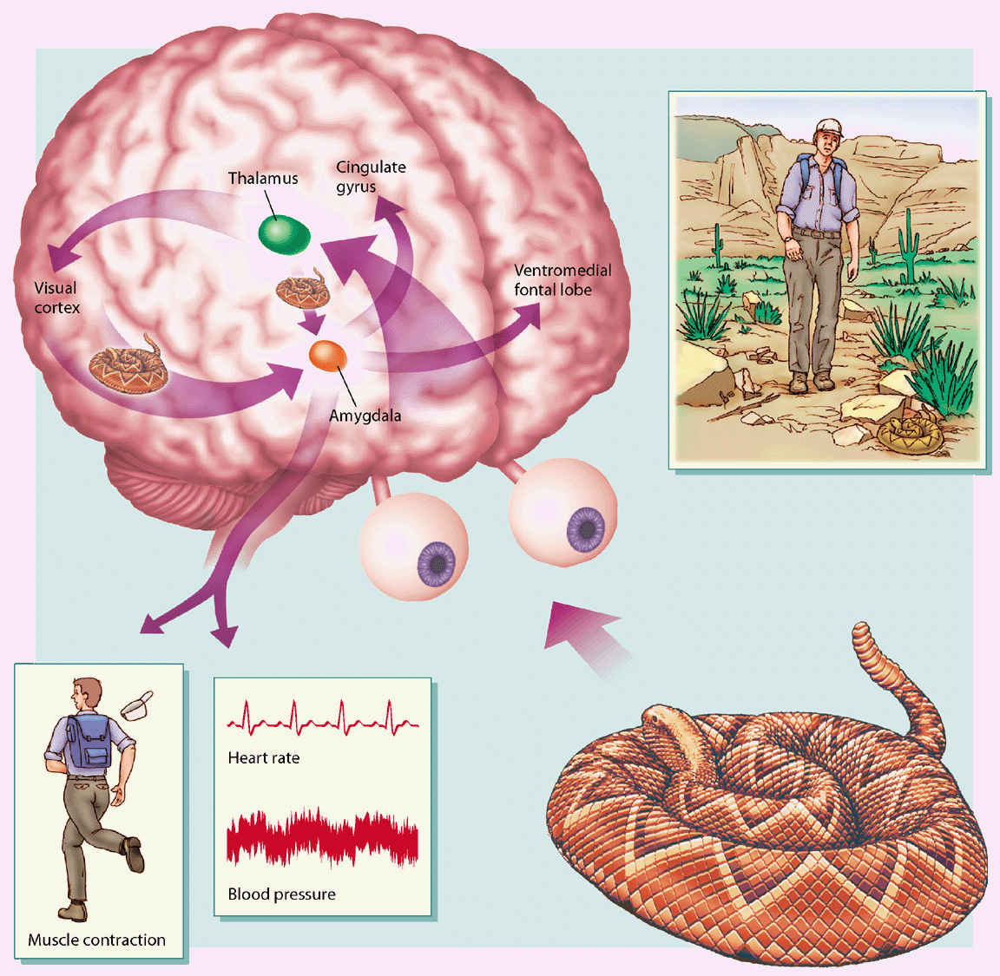 Thalamus
Cingulate
gyrus
Visual
cortex
Ventromedial
fontal lobe
Amygdala
Heart rate
Blood pressure
Muscle contraction